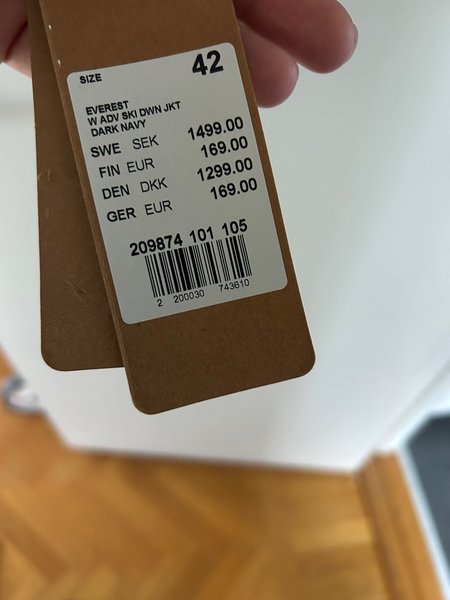 SIZE 42
EVEREST
W ADV SKI DWN JKT
DARK NAVY
SWE SEK 1499.00
FIN EUR 169.00
DEN DKK 1299.00
GER EUR 169.00
209874 101 105
2 200030 743610